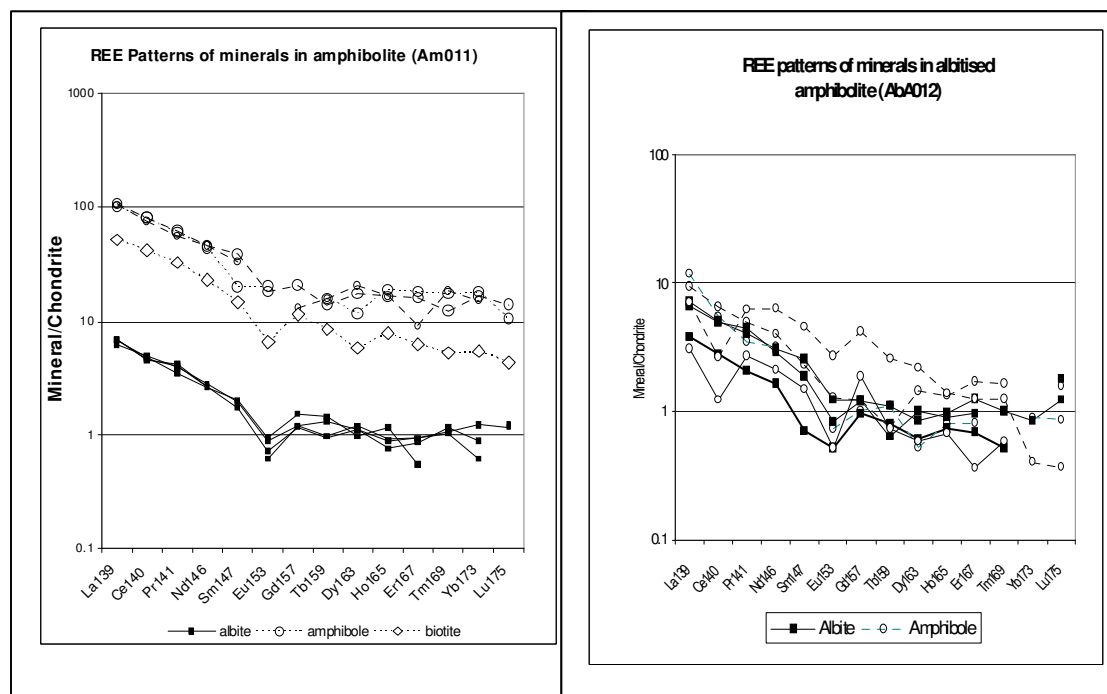 REE Patterns of minerals in amphibolite (Am011)
Mineral/Chondrite
1000
100
10
1
0.1
La139
Ce140
Pr141
Nd146
Sm147
Eu153
Gd157
Tb159
Dy163
Ho165
Er167
Tm169
Yb173
Lu175
albite
amphibole
biotite
REE patterns of minerals in albitised
amphibolite (AbA012)
Mineral/Chondrite
100
10
1
0.1
La139
Ce140
Pr141
Nd146
Sm147
Eu153
Gd157
Tb159
Dy163
Ho165
Er167
Tm169
Yb173
Lu175
Albite
Amphibole